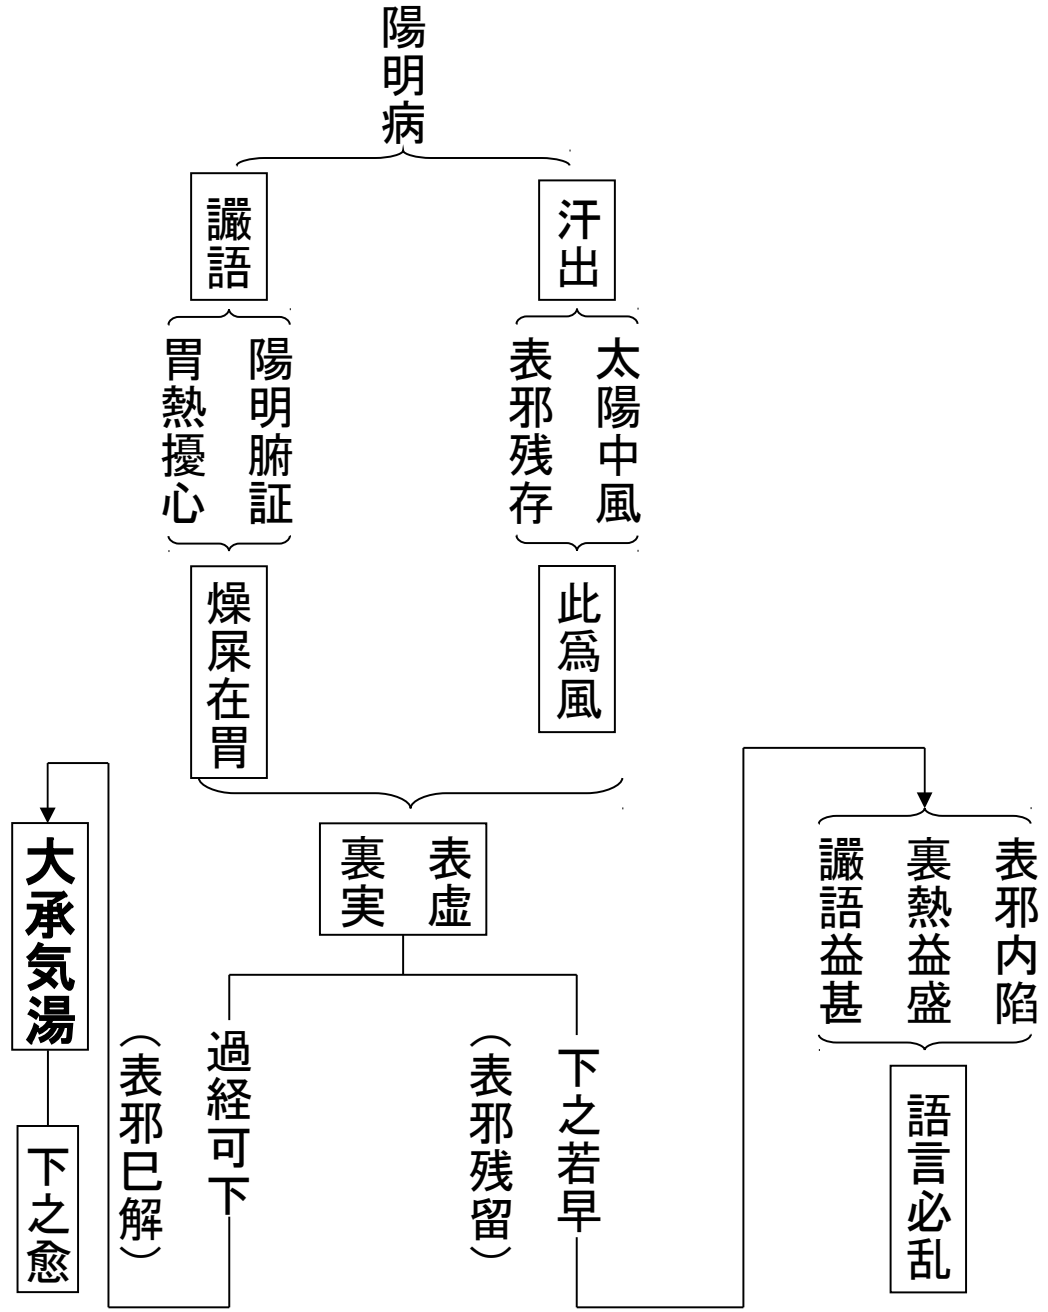 陽明病
汗出
太陽中風
表邪残存
此爲風
讝語
陽明腑証
胃熱擾心
燥屎在胃
表虚
裏実
下之若早
(表邪残留)
表邪内陥
裏熱益盛
讝語益甚
語言必乱
過経可下
(表邪巳解)
大承気湯
下之愈